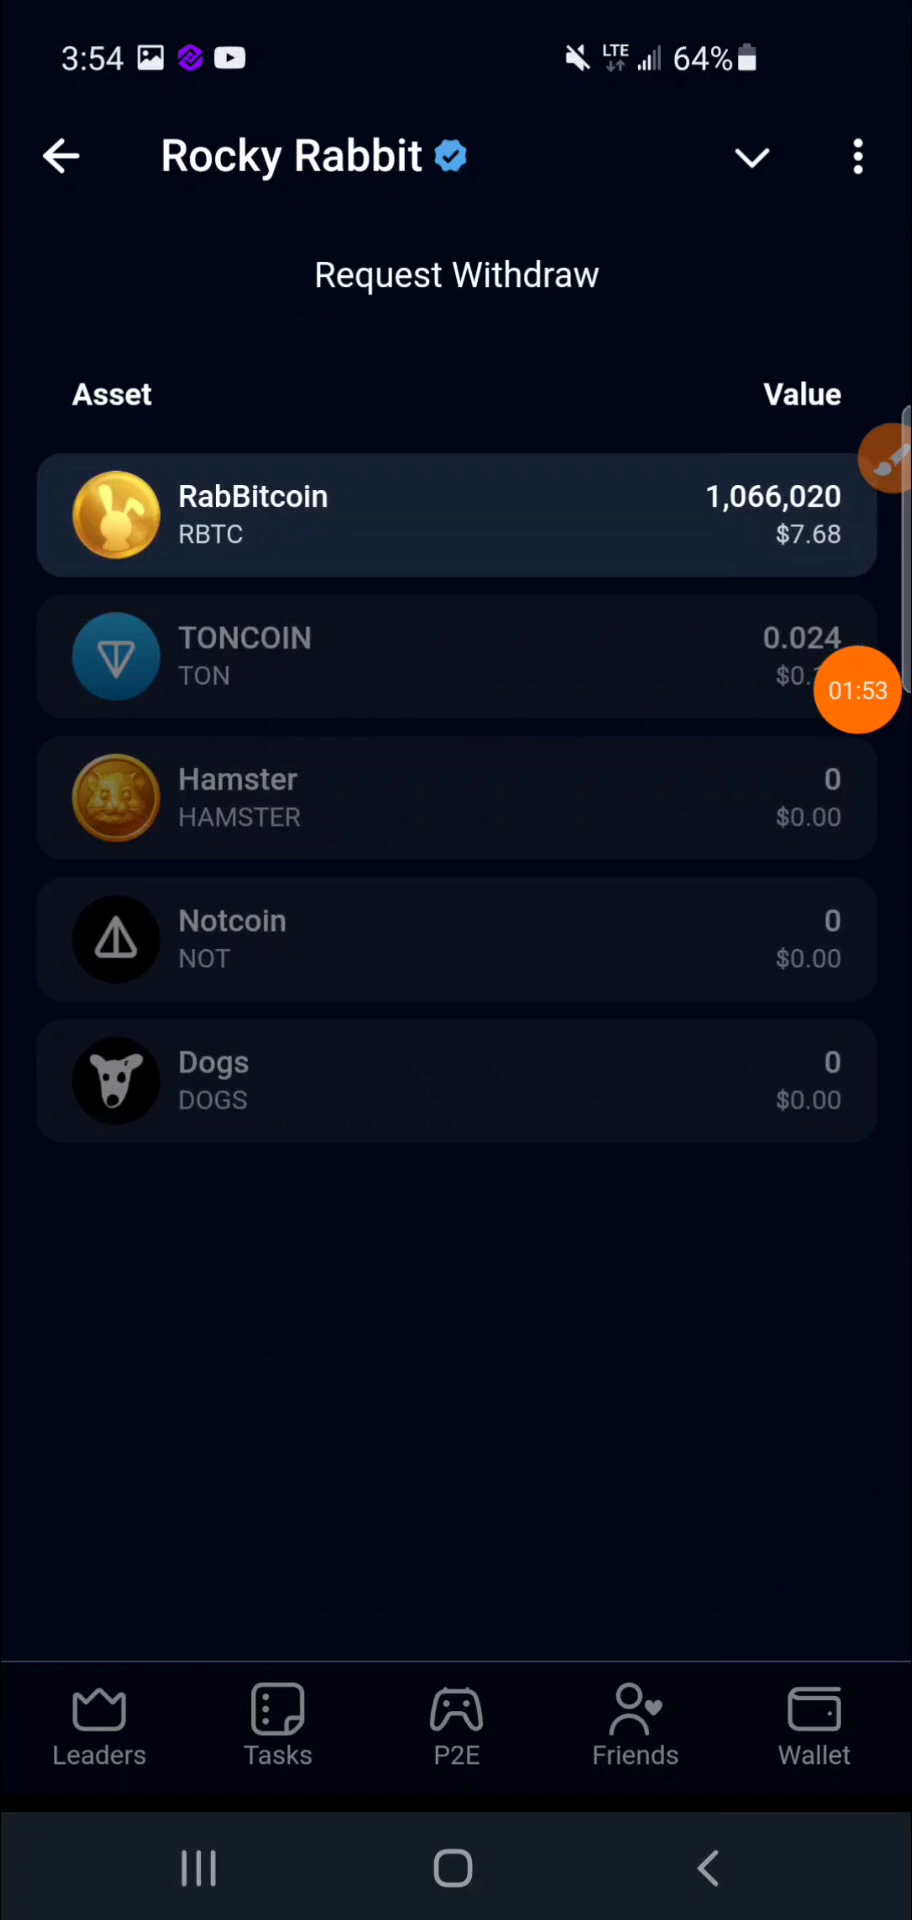 3:54
LTE
64%
Rocky Rabbit
Request Withdraw
Asset
Value
RabBitcoin
1,066,020
RBTC
$7.68
TONCOIN
0.024
TON
$0.
01:53
Hamster
0
HAMSTER
$0.00
Notcoin
0
NOT
$0.00
Dogs
0
DOGS
$0.00
Leaders
Tasks
P2E
Friends
Wallet